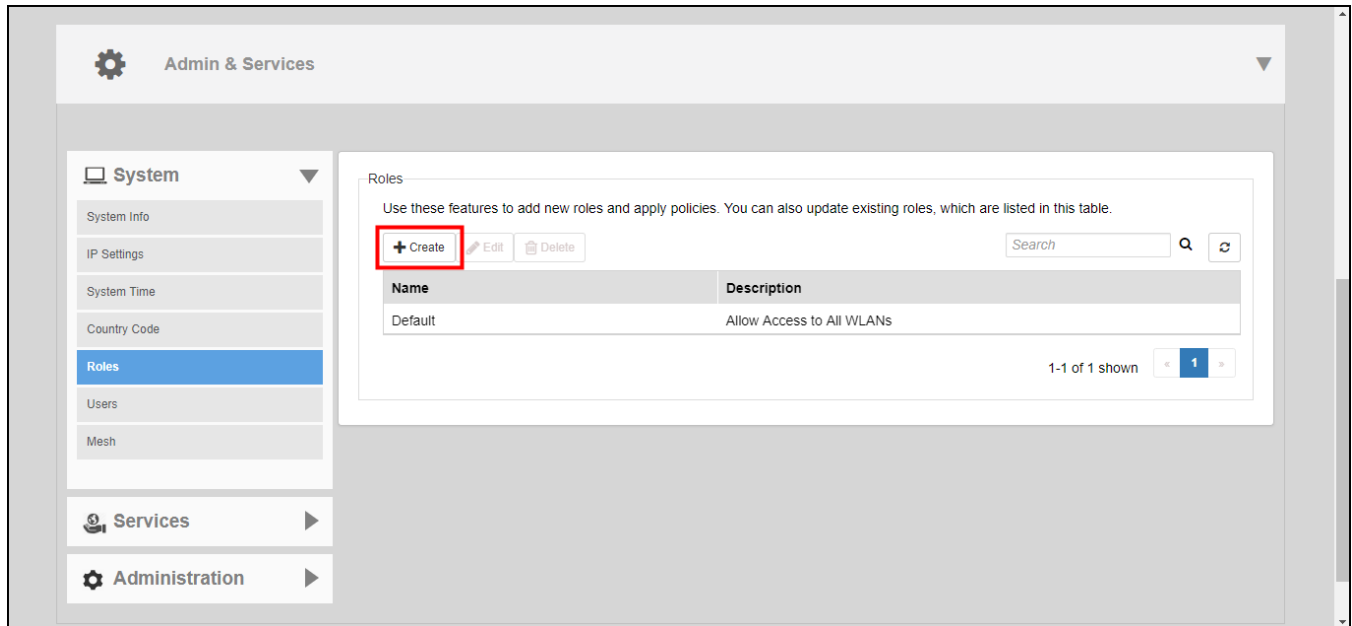 Admin & Services
System
System Info
IP Settings
System Time
Country Code
Roles
Users
Mesh
Services
Administration
Roles
Use these features to add new roles and apply policies. You can also update existing roles, which are listed in this table.
Create Edit Delete Search
Name Description
Default Allow Access to All WLANs
1-1 of 1 shown « 1 »